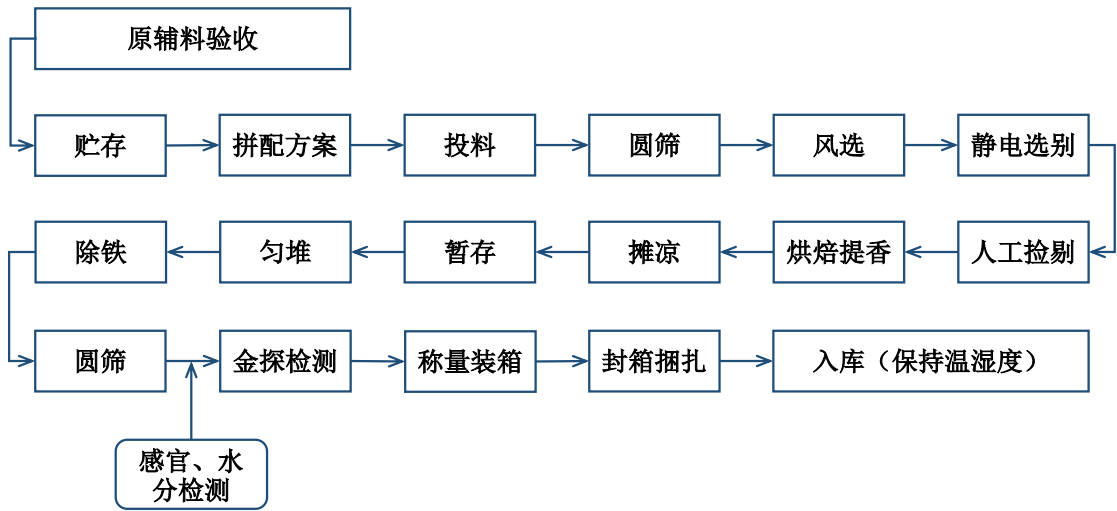 原辅料验收
贮存
拼配方案
投料
圆筛
风选
静电选别
人工捡剔
烘焙提香
摊凉
暂存
匀堆
除铁
圆筛
金探检测
称量装箱
封箱捆扎
入库（保持温湿度）
感官、水
分检测